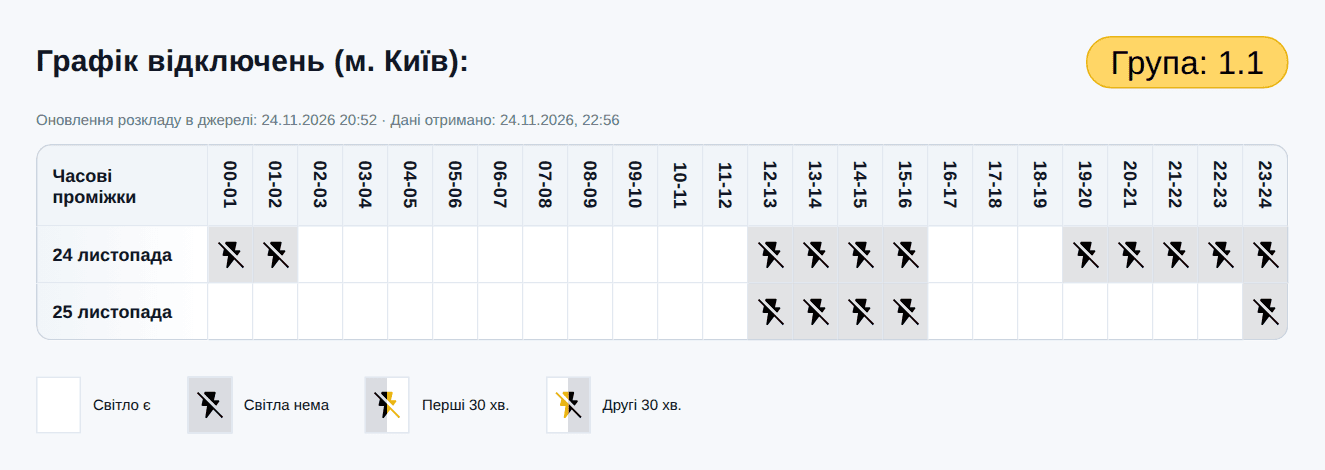 Графік відключень (м. Київ):
Група: 1.1
Оновлення розкладу в джерелі: 24.11.2026 20:52 · Дані отримано: 24.11.2026, 22:56
Часові проміжки 00-01 01-02 02-03 03-04 04-05 05-06 06-07 07-08 08-09 09-10 10-11 11-12 12-13 13-14 14-15 15-16 16-17 17-18 18-19 19-20 20-21 21-22 22-23 23-24
24 листопада
25 листопада
Світло є Світла нема Перші 30 хв. Другі 30 хв.